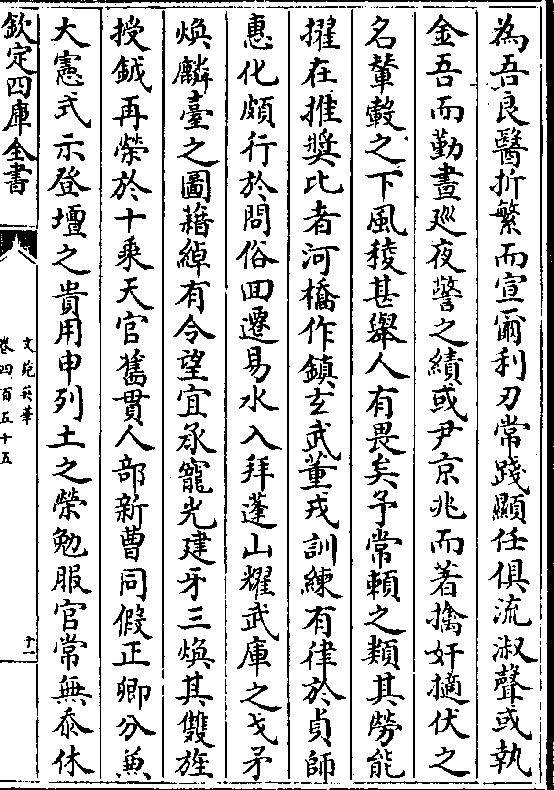 為吾良醫折繁而宣爾利刃常踐顯任俱流淑聲或執
金吾而勤晝廵夜警之績或尹京兆而著擒奸擿伏之
名輦轂之下風稜甚舉人有畏矣予常賴之類其勞能
擢在推奬比者河橋作鎮玄武董戎訓練有律於貞師
惠化頗行於問俗囬遷易水入拜蓬山耀武庫之戈矛
煥麟臺之圖籍綽有令望宜承寵光建牙三煥其雙旌
授鉞再榮於十乘天官舊貫人部新曹同假正卿分兼
大憲式示登壇之貴用申列土之榮勉服官常無忝休
欽定四庫全書
文苑英華
卷四百五十五
十一